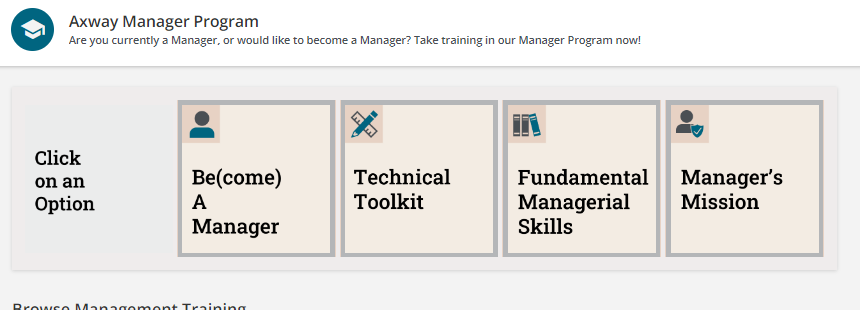 Axway Manager Program
Are you currently a Manager, or would like to become a Manager? Take training in our Manager Program now!
Click
on an
Option
Be(come)
A
Manager
Technical
Toolkit
Fundamental
Managerial
Skills
Manager's
Mission
Browse Management Training